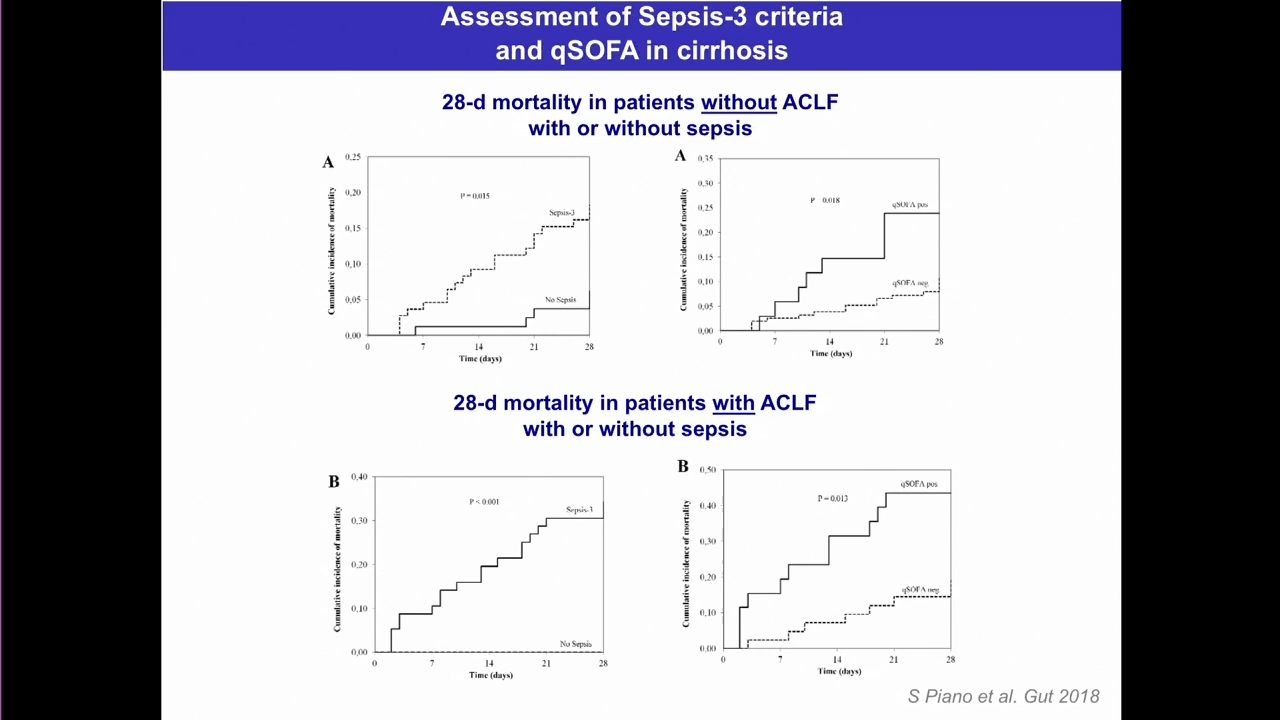 Assessment of Sepsis-3 criteria
and qSOFA in cirrhosis
28-d mortality in patients without ACLF
with or without sepsis
A
Cumulative incidence of mortality
0,25
0,20
0,15
0,10
0,05
0,00
P = 0.015
Sepsis-3
No Sepsis
0 7 14 21 28
Time (days)
A
Cumulative incidence of mortality
0,35
0,30
0,25
0,20
0,15
0,10
0,05
0,00
P 0.018
qSOFA pos
qSOFA neg
0 7 14 21 28
Time (days)
28-d mortality in patients with ACLF
with or without sepsis
B
Cumulative incidence of mortality
0,40
0,30
0,20
0,10
0,00
P < 0.001
Sepsis-3
No Sepsis
0 7 14 21 28
Time (days)
B
Cumulative incidence of mortality
0,50
0,40
0,30
0,20
0,10
0,00
P = 0.013
qSOFA pos
qSOFA neg
0 7 14 21 28
Time (days)
S Piano et al. Gut 2018